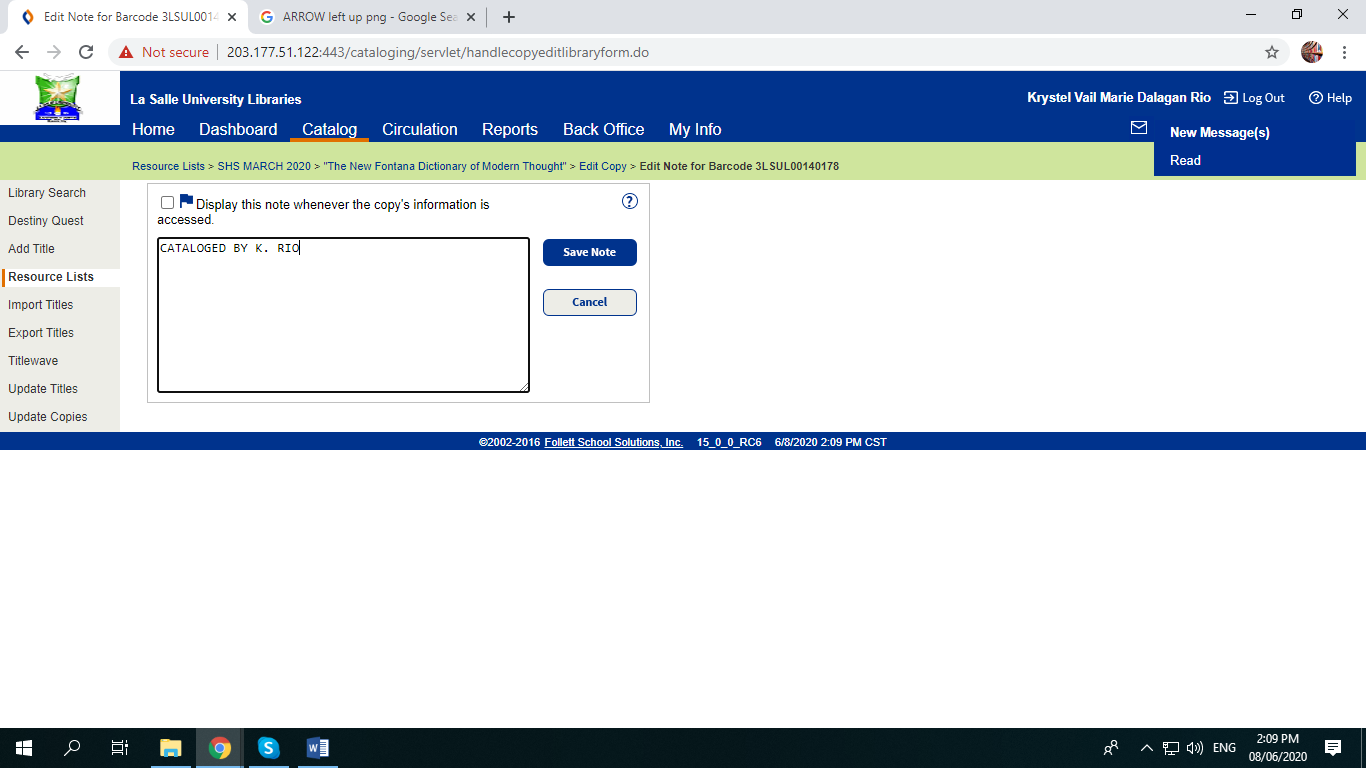 Edit Note for Barcode 3LSUL0014
ARROW left up png - Google Sea
Not secure
203.177.51.122:443/cataloging/servlet/handlecopyeditlibraryform.do
La Salle University Libraries
Krystel Vail Marie Dalagan Rio Log Out Help
Home Dashboard Catalog Circulation Reports Back Office My Info
New Message(s)
Read
Resource Lists > SHS MARCH 2020 > "The New Fontana Dictionary of Modern Thought" > Edit Copy > Edit Note for Barcode 3LSUL00140178
Library Search
Destiny Quest
Add Title
Resource Lists
Import Titles
Export Titles
Titlewave
Update Titles
Update Copies
Display this note whenever the copy's information is
accessed.
CATALOGED BY K. RIO
Save Note
Cancel
©2002-2016 Follett School Solutions, Inc. 15_0_0_RC6 6/8/2020 2:09 PM CST
ENG
2:09 PM
08/06/2020